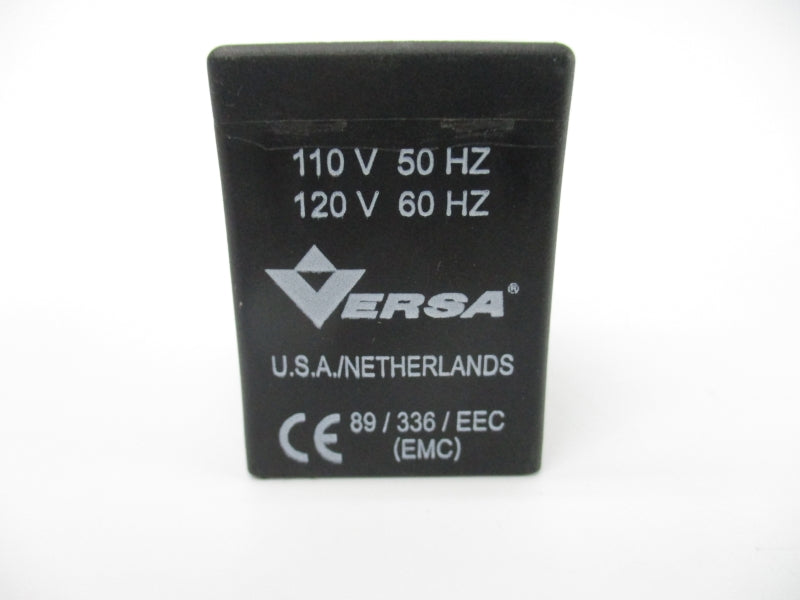 110 V 50 HZ
120 V 60 HZ
VERSA®
U.S.A./NETHERLANDS
CE 89 / 336 / EEC
(EMC)